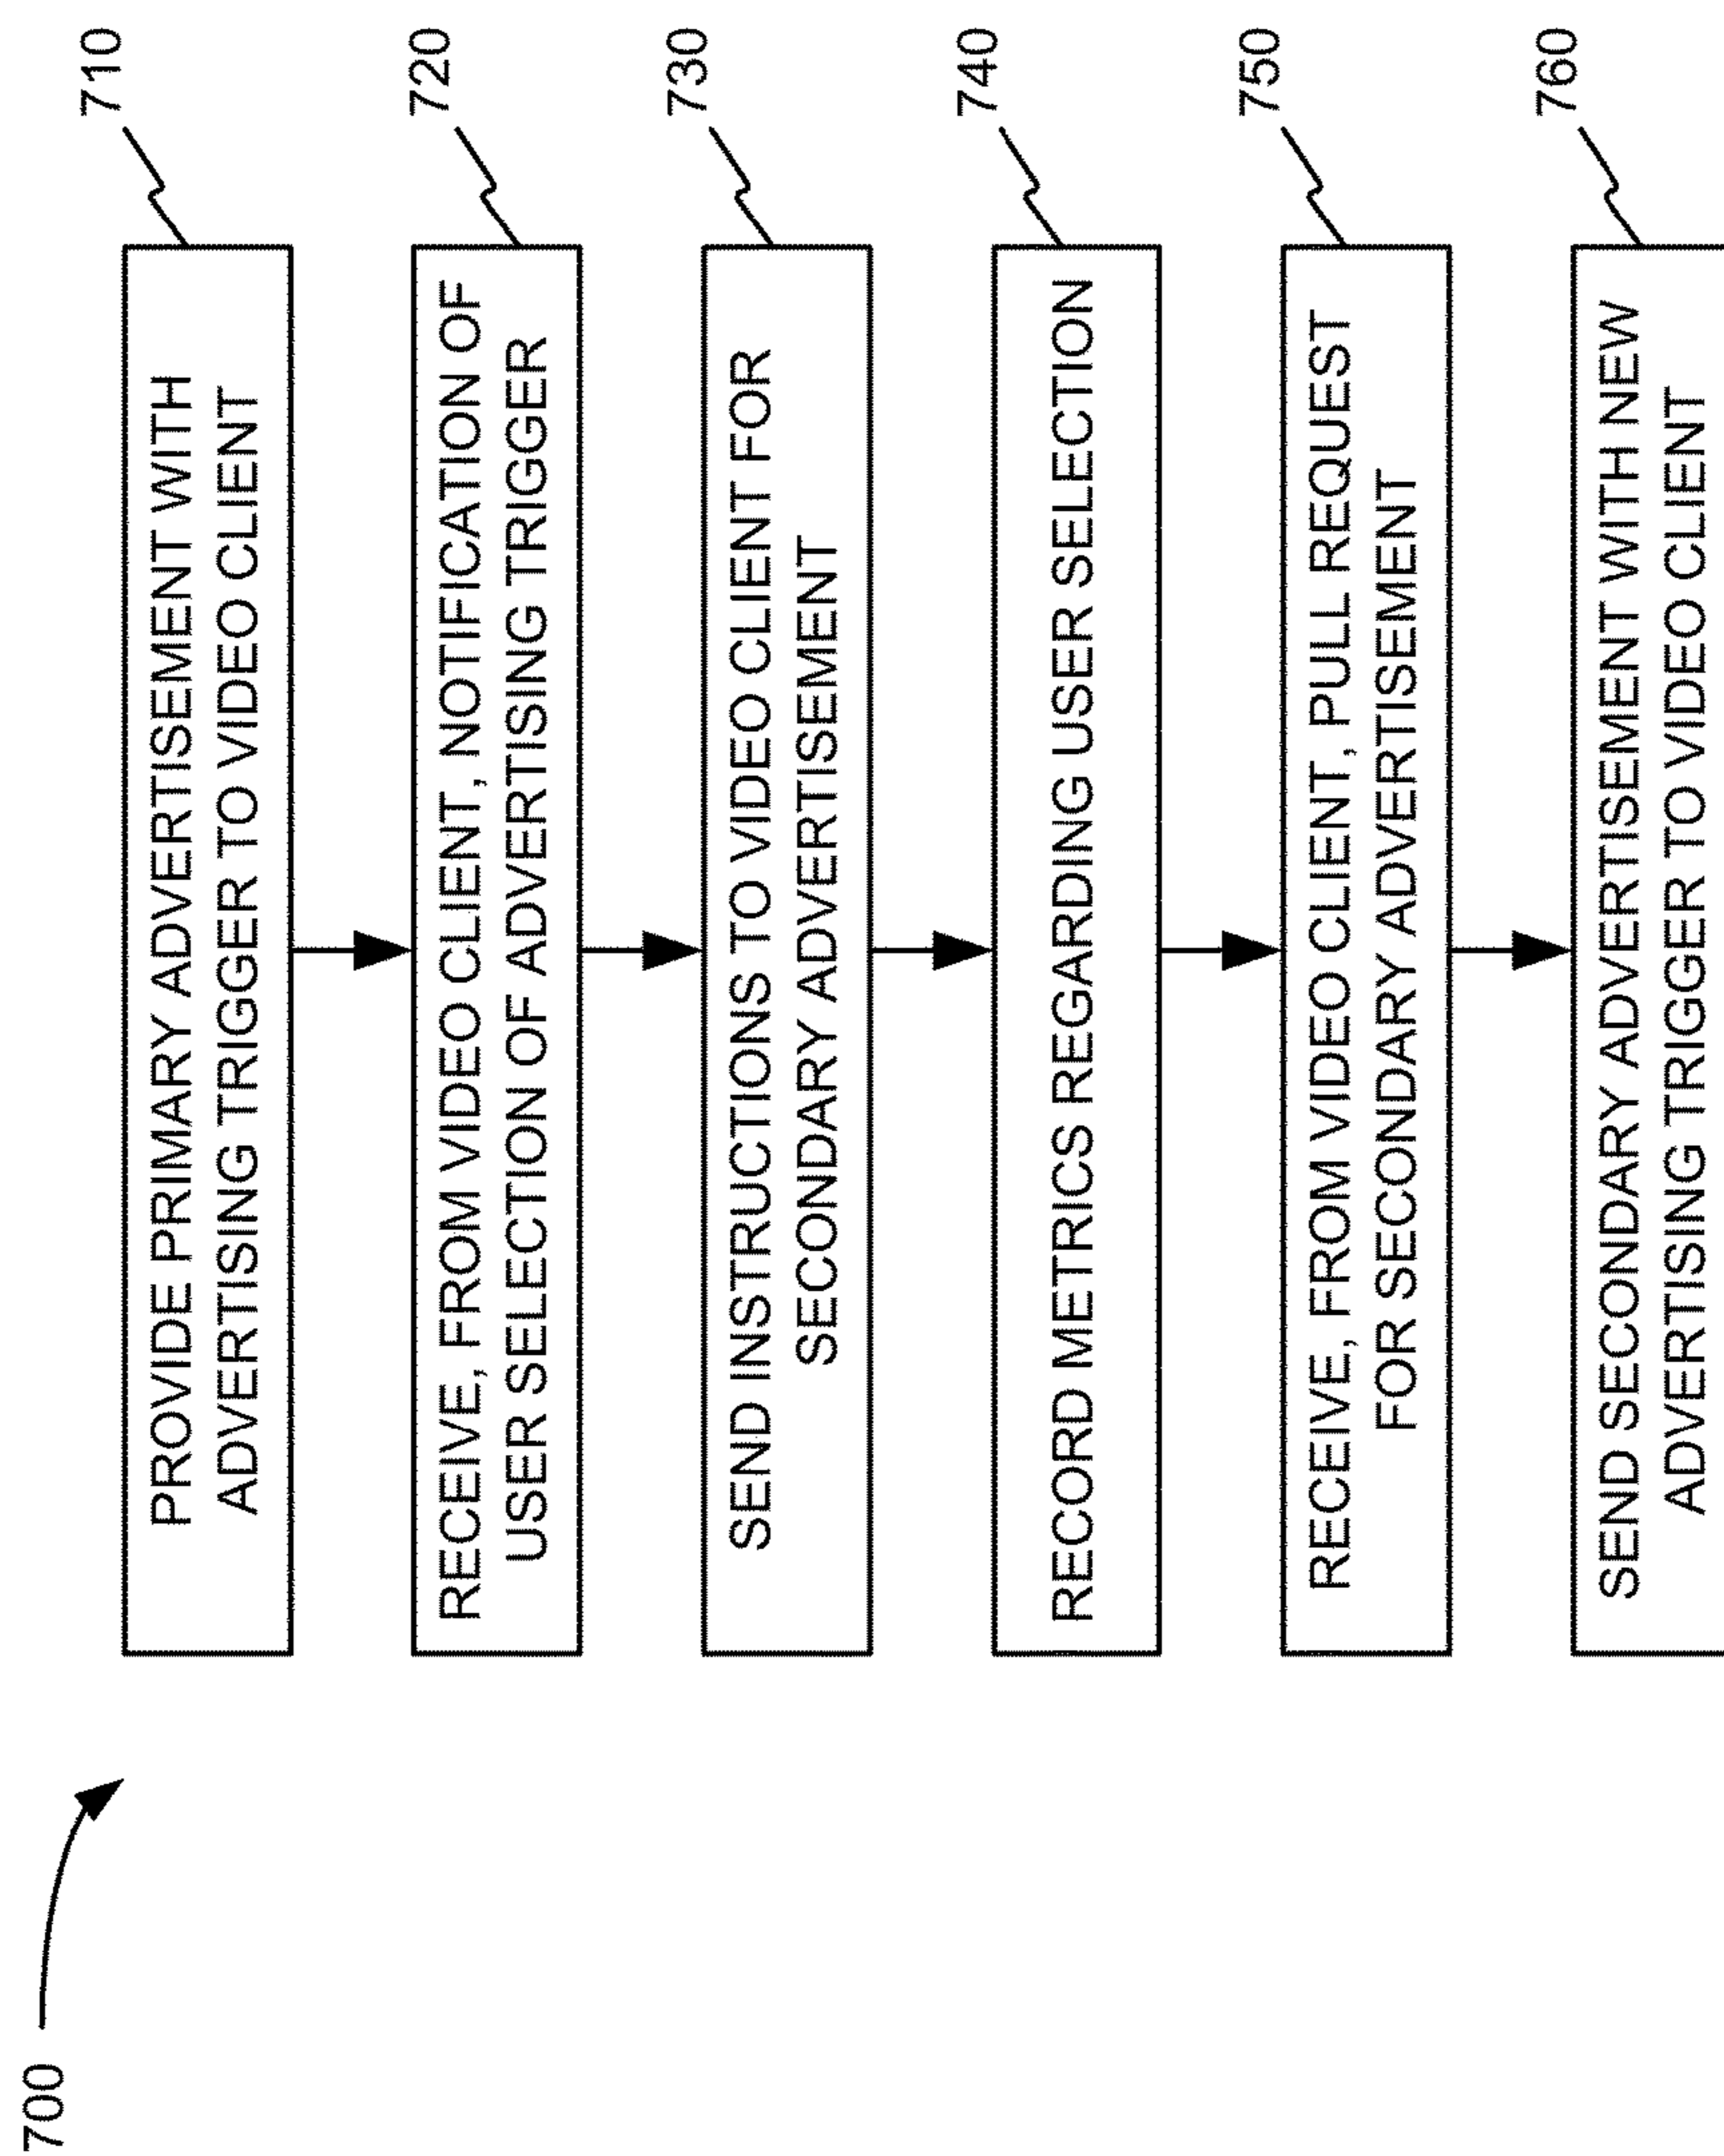 700
710
PROVIDE PRIMARY ADVERTISEMENT WITH
ADVERTISING TRIGGER TO VIDEO CLIENT
720
RECEIVE, FROM VIDEO CLIENT, NOTIFICATION OF
USER SELECTION OF ADVERTISING TRIGGER
730
SEND INSTRUCTIONS TO VIDEO CLIENT FOR
SECONDARY ADVERTISEMENT
740
RECORD METRICS REGARDING USER SELECTION
750
RECEIVE, FROM VIDEO CLIENT, PULL REQUEST
FOR SECONDARY ADVERTISEMENT
760
SEND SECONDARY ADVERTISEMENT WITH NEW
ADVERTISING TRIGGER TO VIDEO CLIENT